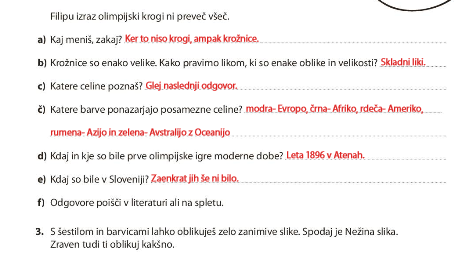 Filipu izraz olimpijski krogi ni preveč všeč.
a) Kaj meniš, zakaj? Ker to niso krogi, ampak krožnice.
b) Krožnice so enako velike. Kako pravimo likom, ki so enake oblike in velikosti? Skladni liki.
c) Katere celine poznaš? Glej naslednji odgovor.
č) Katere barve ponazarjajo posamezne celine? modra- Evropo, črna- Afriko, rdeča- Ameriko,
rumena- Azijo in zelena- Avstralijo z Oceanijo
d) Kdaj in kje so bile prve olimpijske igre moderne dobe? Leta 1896 v Atenah.
e) Kdaj so bile v Sloveniji? Zaenkrat jih še ni bilo.
f) Odgovore poišči v literaturi ali na spletu.
3. S šestilom in barvicami lahko oblikuješ zelo zanimive slike. Spodaj je Nežina slika.
Zraven tudi ti oblikuj kakšno.